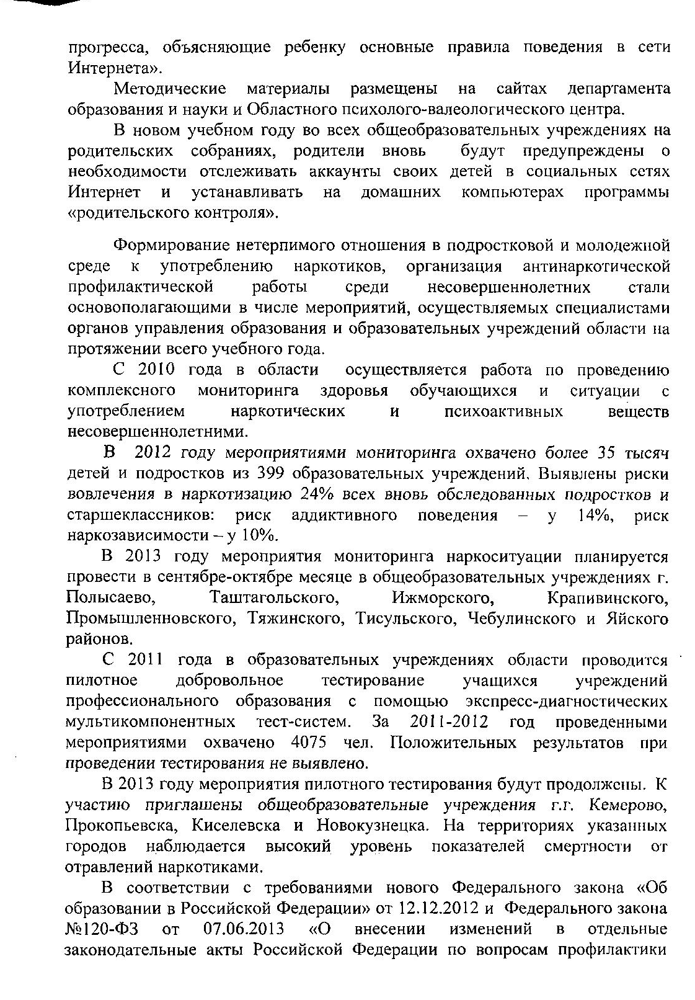 прогресса, объясняющие ребенку основные правила поведения в сети
Интернета».
Методические материалы размещены на сайтах департамента
образования и науки и Областного психолого-валеологического центра.
В новом учебном году во всех общеобразовательных учреждениях на
родительских собраниях, родители вновь будут предупреждены о
необходимости отслеживать аккаунты своих детей в социальных сетях
Интернет и устанавливать на домашних компьютерах программы
«родительского контроля».
Формирование нетерпимого отношения в подростковой и молодежной
среде к употреблению наркотиков, организация антинаркотической
профилактической работы среди несовершеннолетних стали
основополагающими в числе мероприятий, осуществляемых специалистами
органов управления образования и образовательных учреждений области на
протяжении всего учебного года.
С 2010 года в области осуществляется работа по проведению
комплексного мониторинга здоровья обучающихся и ситуации с
употреблением наркотических и психоактивных веществ
несовершеннолетними.
В 2012 году мероприятиями мониторинга охвачено более 35 тысяч
детей и подростков из 399 образовательных учреждений. Выявлены риски
вовлечения в наркотизацию 24% всех вновь обследованных подростков и
старшеклассников: риск аддиктивного поведения – у 14%, риск
наркозависимости – у 10%.
В 2013 году мероприятия мониторинга наркоситуации планируется
провести в сентябре-октябре месяце в общеобразовательных учреждениях г.
Полысаево, Таштагольского, Ижморского, Крапивинского,
Промышленновского, Тяжинского, Тисульского, Чебулинского и Яйского
районов.
С 2011 года в образовательных учреждениях области проводится
пилотное добровольное тестирование учащихся учреждений
профессионального образования с помощью экспресс-диагностических
мультикомпонентных тест-систем. За 2011-2012 год проведенными
мероприятиями охвачено 4075 чел. Положительных результатов при
проведении тестирования не выявлено.
В 2013 году мероприятия пилотного тестирования будут продолжены. К
участию приглашены общеобразовательные учреждения г.г. Кемерово,
Прокопьевска, Киселевска и Новокузнецка. На территориях указанных
городов наблюдается высокий уровень показателей смертности от
отравлений наркотиками.
В соответствии с требованиями нового Федерального закона «Об
образовании в Российской Федерации» от 12.12.2012 и Федерального закона
№120-ФЗ от 07.06.2013 «О внесении изменений в отдельные
законодательные акты Российской Федерации по вопросам профилактики